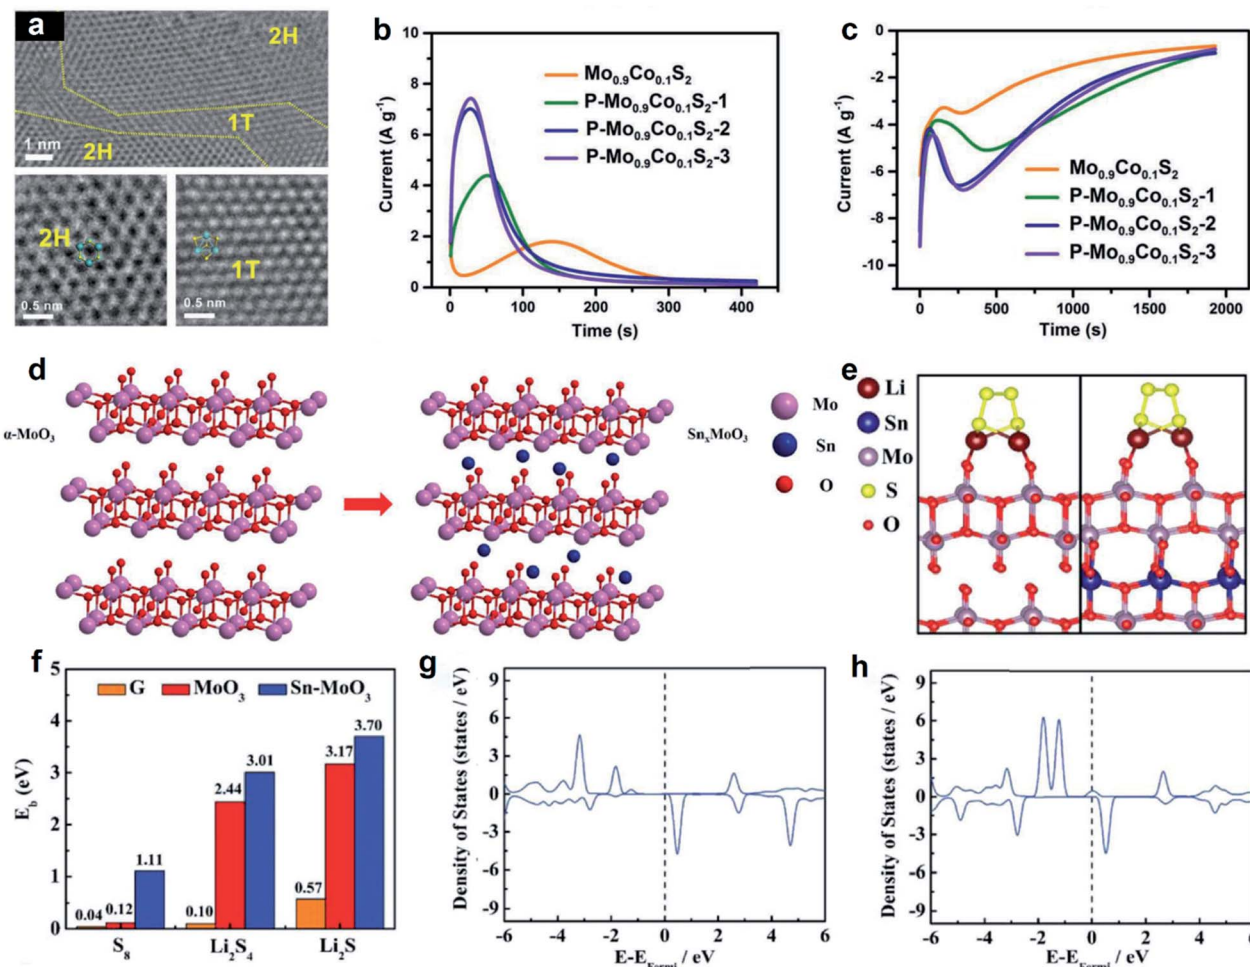 a
2H
1T
1 nm
2H
2H
0.5 nm
1T
0.5 nm
b
Current (A g⁻¹)
10
8
6
4
2
0
Mo₀.₉Co₀.₁S₂
P-Mo₀.₉Co₀.₁S₂-1
P-Mo₀.₉Co₀.₁S₂-2
P-Mo₀.₉Co₀.₁S₂-3
0 100 200 300 400
Time (s)
c
Current (A g⁻¹)
0
-2
-4
-6
-8
-10
Mo₀.₉Co₀.₁S₂
P-Mo₀.₉Co₀.₁S₂-1
P-Mo₀.₉Co₀.₁S₂-2
P-Mo₀.₉Co₀.₁S₂-3
0 500 1000 1500 2000
Time (s)
d
α-MoO₃
SnₓMoO₃
Mo
Sn
O
e
Li
Sn
Mo
S
O
f
E_b (eV)
5
4
3
2
1
0
G MoO₃ Sn-MoO₃
0.04 0.12 1.11
0.10 2.44 3.01
0.57 3.17 3.70
S₈ Li₂S₄ Li₂S
g
Density of States (states / eV)
9
6
3
0
-3
-6
-9
-6 -4 -2 0 2 4 6
E-E_Fermi / eV
h
Density of States (states / eV)
9
6
3
0
-3
-6
-9
-6 -4 -2 0 2 4 6
E-E_Fermi / eV